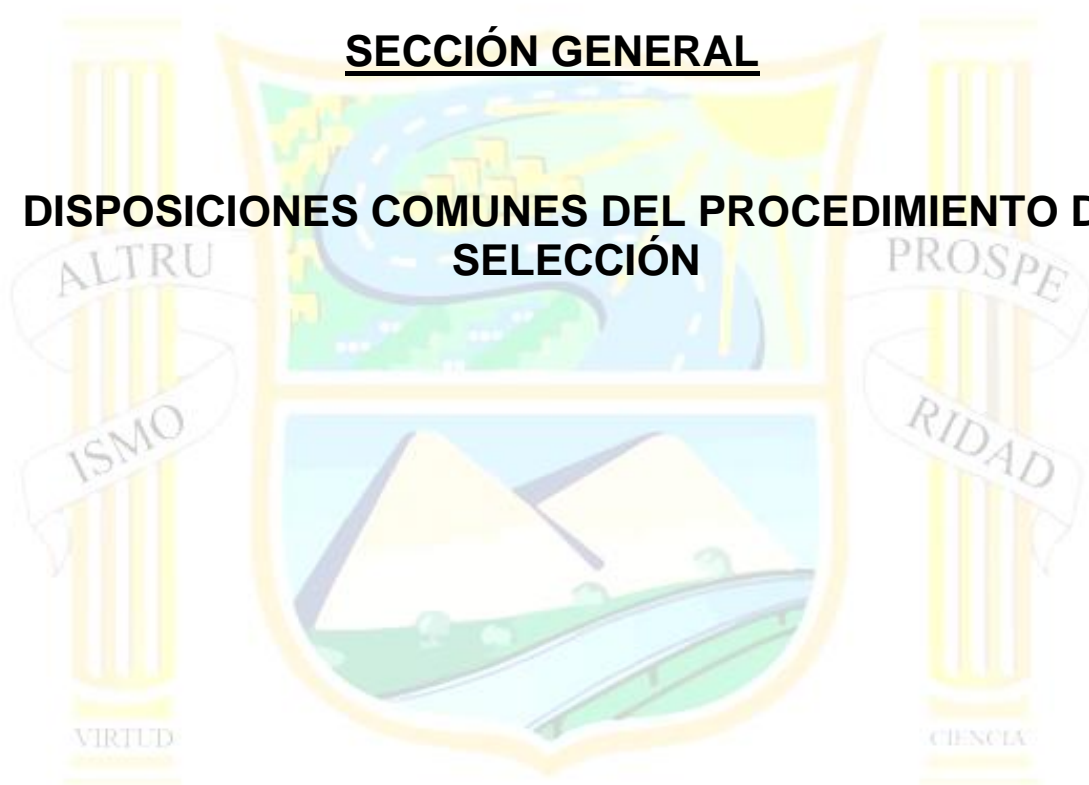 SECCIÓN GENERAL
DISPOSICIONES COMUNES DEL PROCEDIMIENTO D
SELECCIÓN
ALTRU
PROSPE
ISMO
RIDAD
VIRTUD
CIENCIA